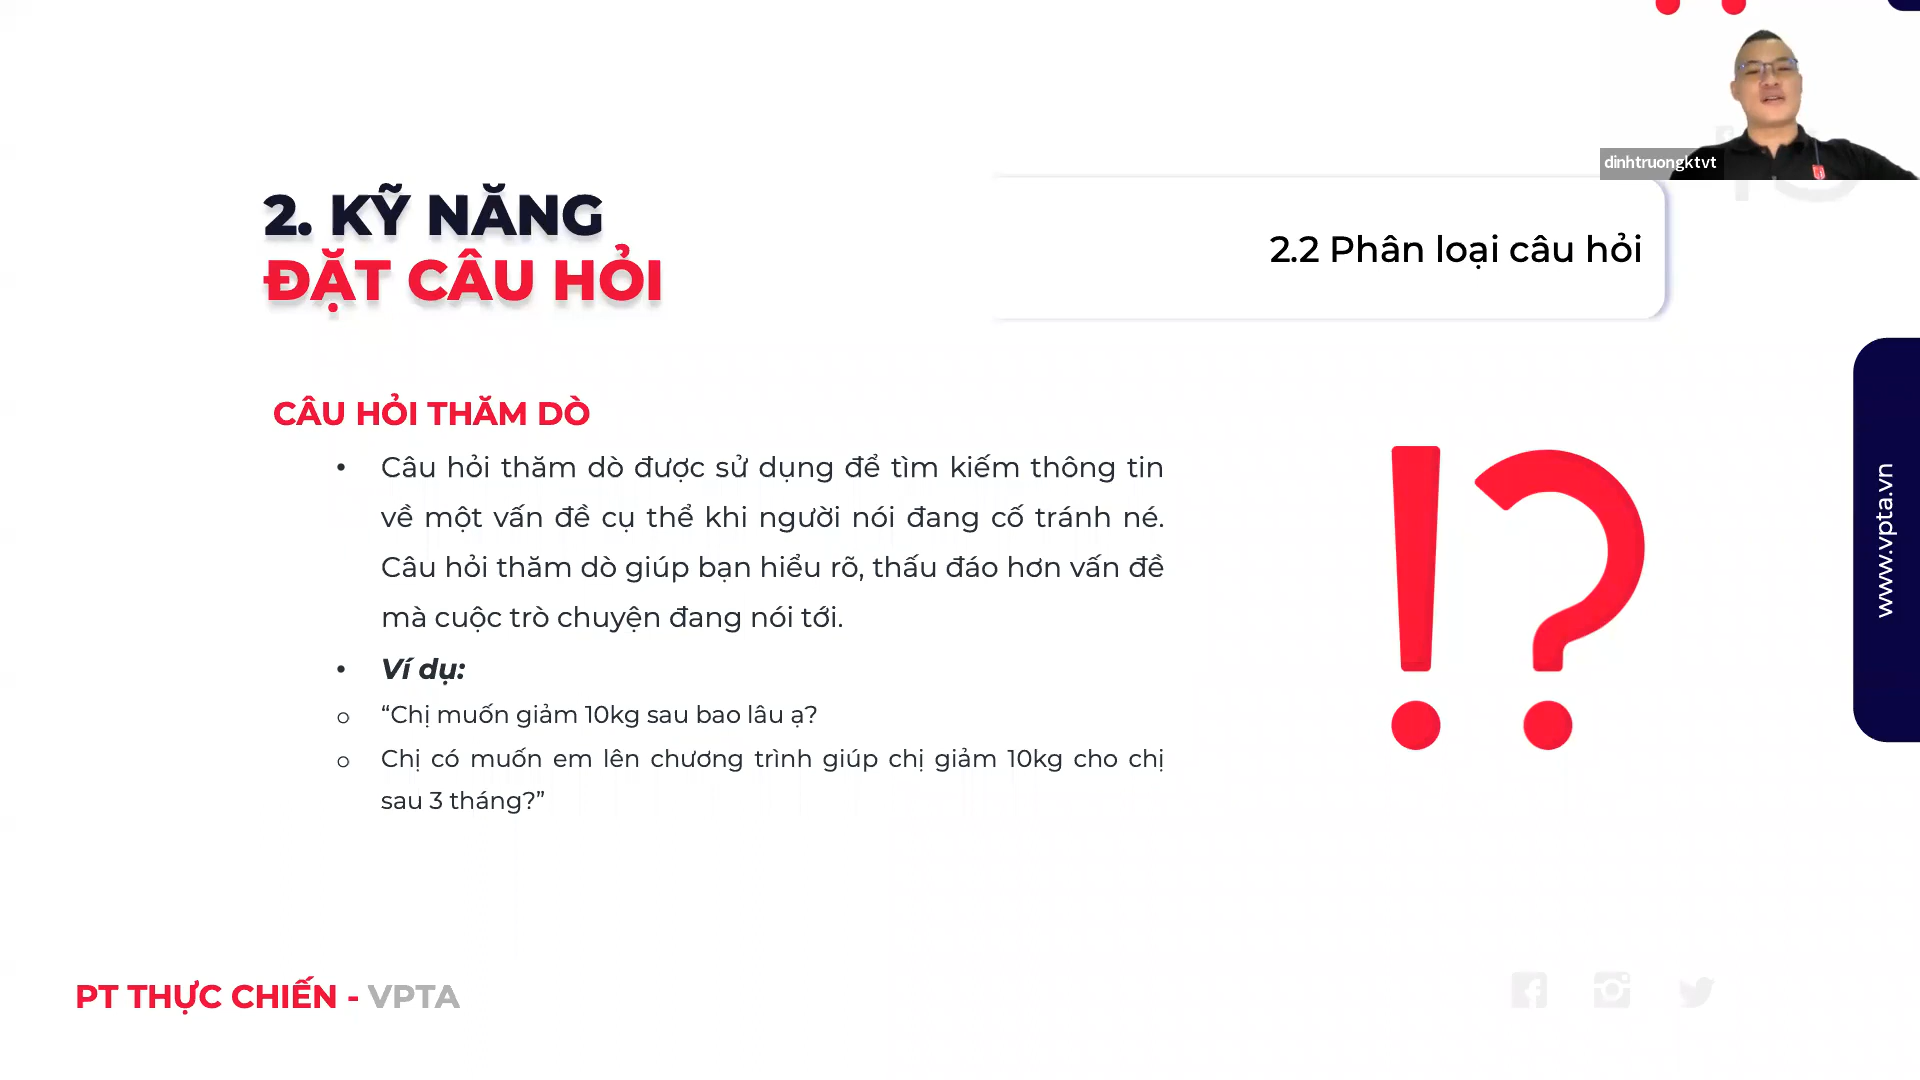 dinhtruongktvt
2. KỸ NĂNG
ĐẶT CÂU HỎI
2.2 Phân loại câu hỏi
CÂU HỎI THĂM DÒ
• Câu hỏi thăm dò được sử dụng để tìm kiếm thông tin
về một vấn đề cụ thể khi người nói đang cố tránh né.
Câu hỏi thăm dò giúp bạn hiểu rõ, thấu đáo hơn vấn đề
mà cuộc trò chuyện đang nói tới.
• Ví dụ:
o “Chị muốn giảm 10kg sau bao lâu ạ?
o Chị có muốn em lên chương trình giúp chị giảm 10kg cho chị
sau 3 tháng?”
!?
www.vpta.vn
PT THỰC CHIẾN - VPTA